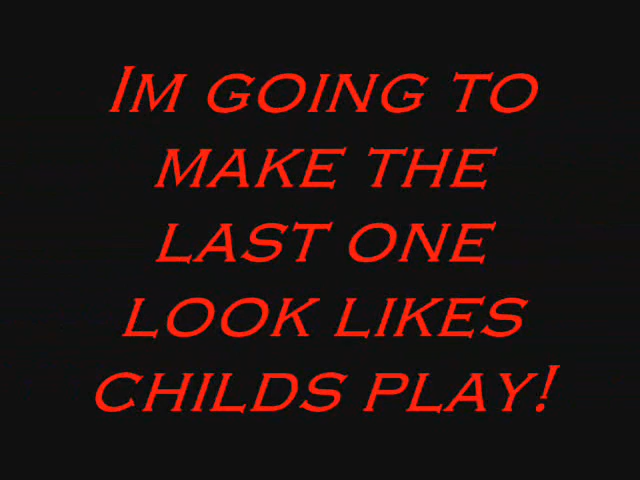 Im going to
make the
last one
look likes
childs play!